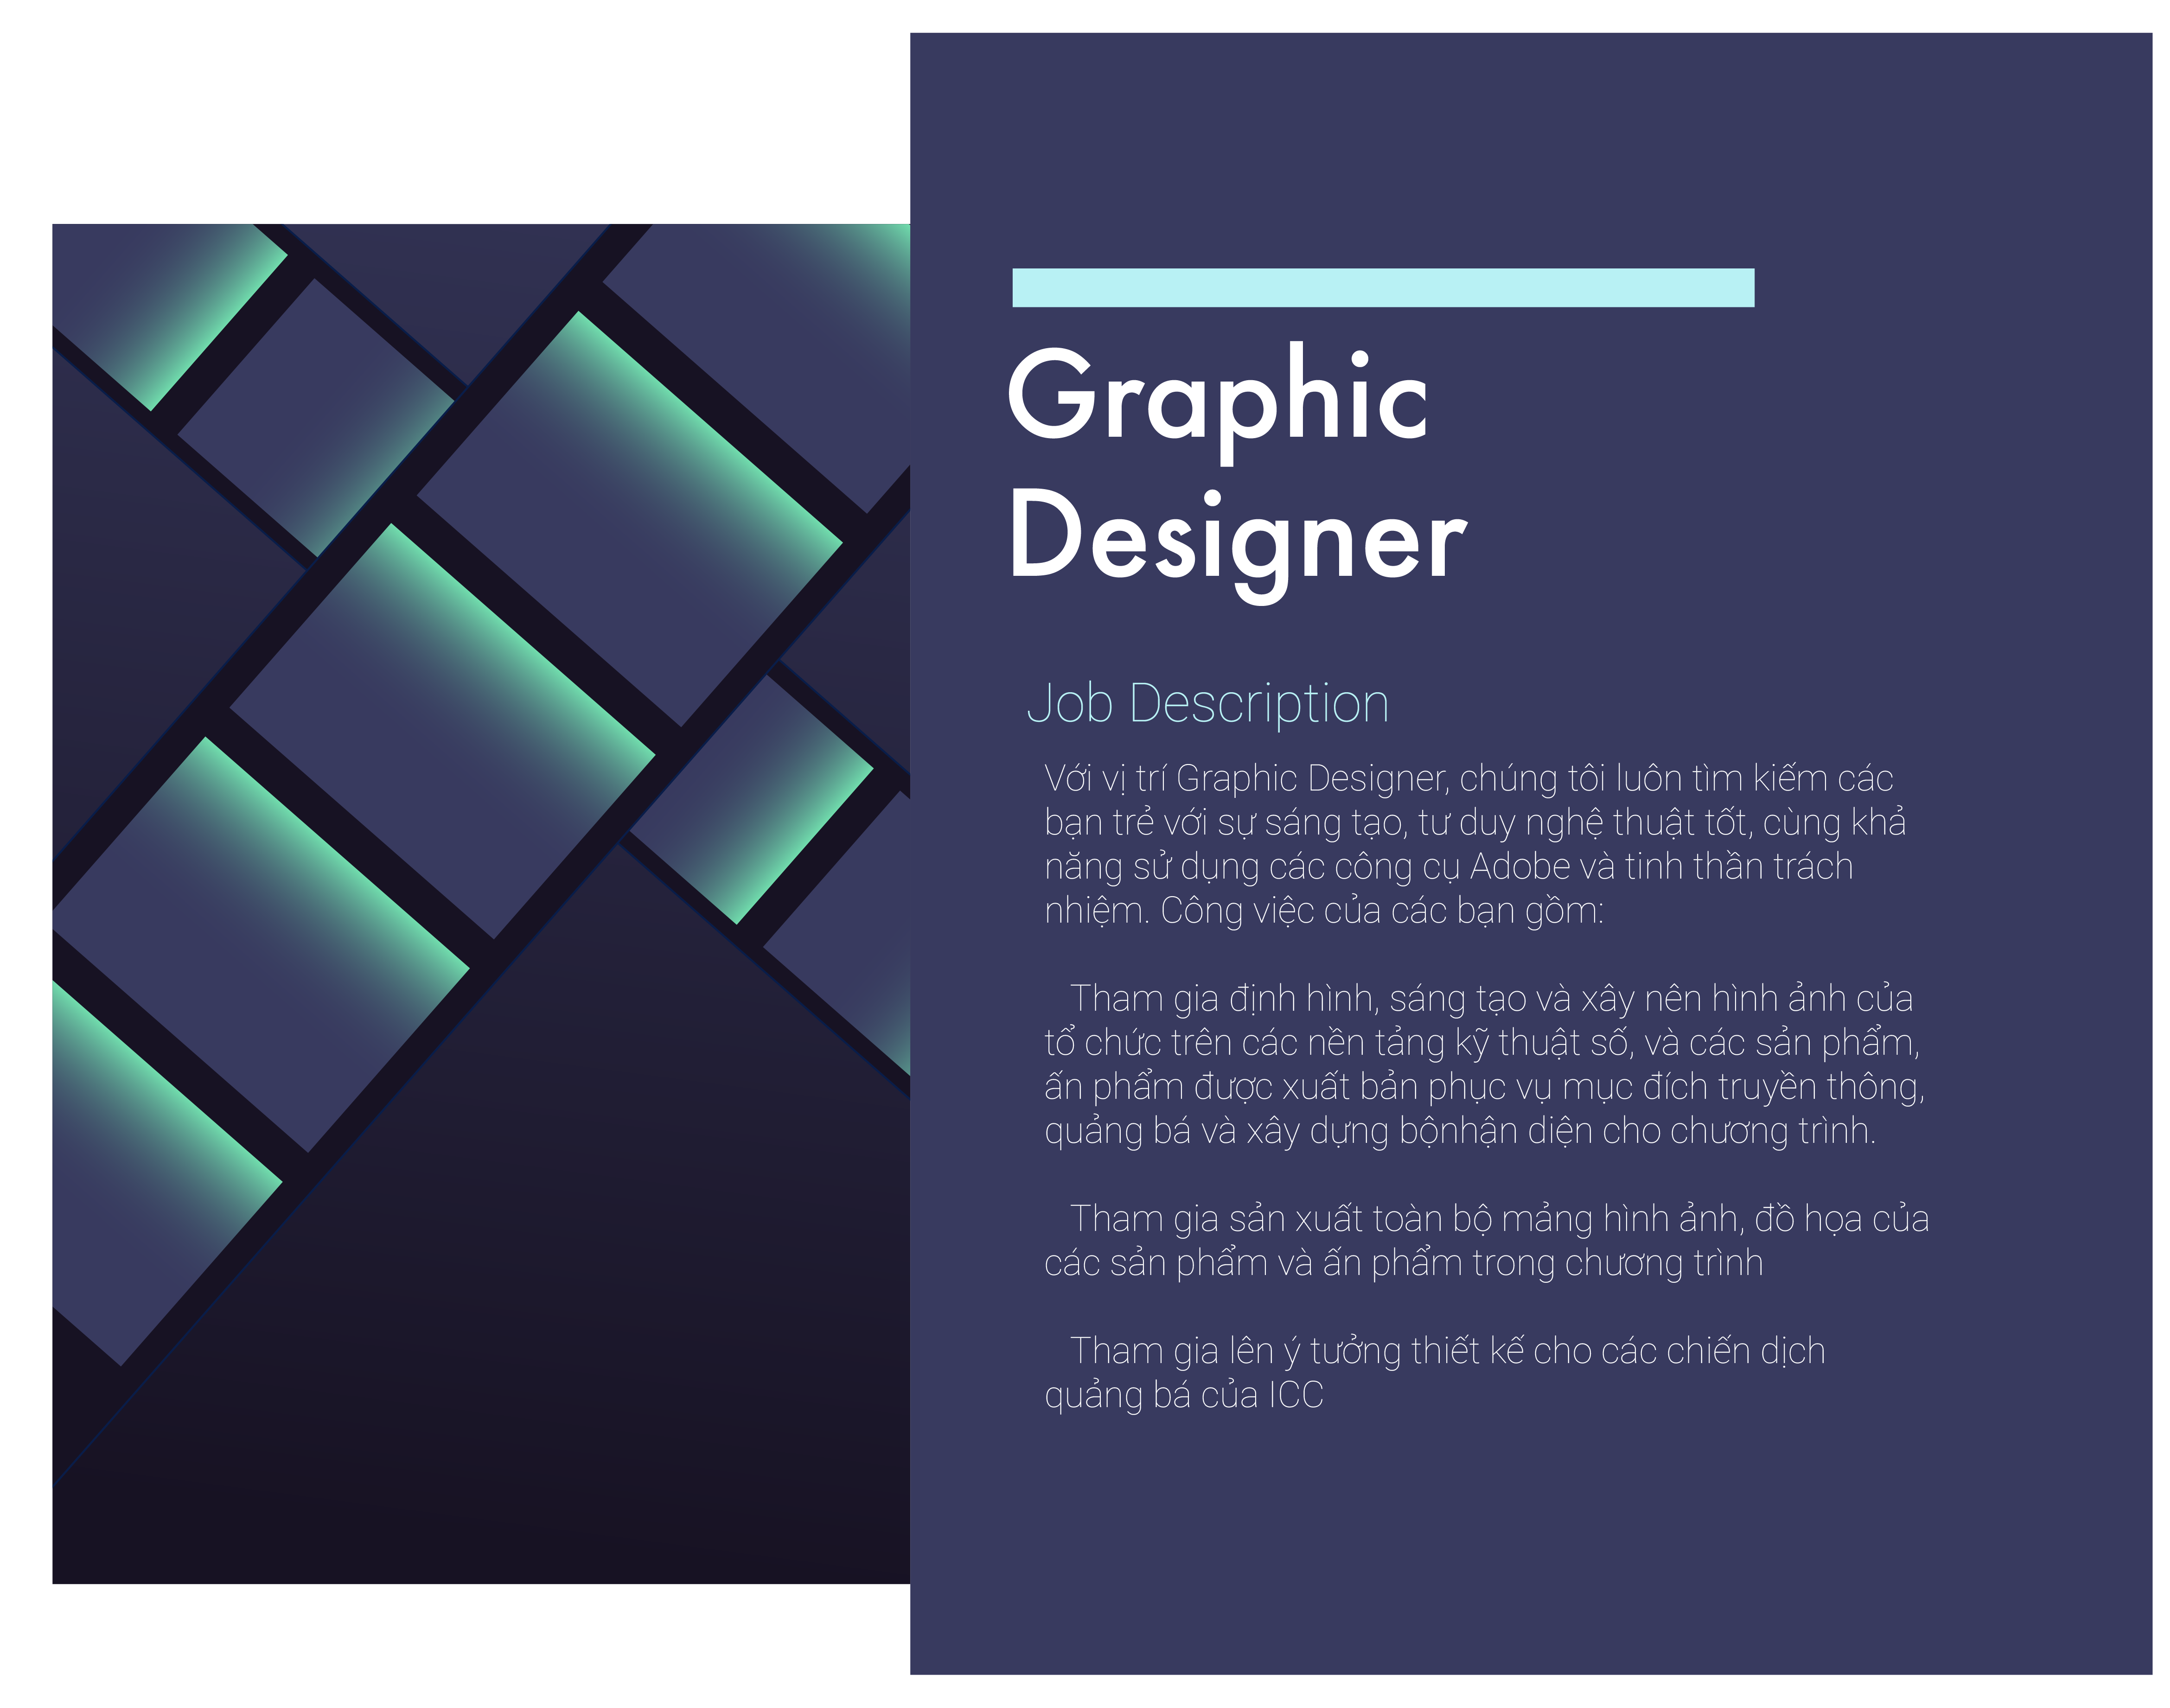 Graphic
Designer
Job Description
Với vị trí Graphic Designer, chúng tôi luôn tìm kiếm các
bạn trẻ với sự sáng tạo, tư duy nghệ thuật tốt, cùng khả
năng sử dụng các công cụ Adobe và tinh thần trách
nhiệm. Công việc của các bạn gồm:
Tham gia định hình, sáng tạo và xây nên hình ảnh của
tổ chức trên các nền tảng kỹ thuật số, và các sản phẩm,
ấn phẩm được xuất bản phục vụ mục đích truyền thông,
quảng bá và xây dựng bộnhận diện cho chương trình.
Tham gia sản xuất toàn bộ mảng hình ảnh, đồ họa của
các sản phẩm và ấn phẩm trong chương trình
Tham gia lên ý tưởng thiết kế cho các chiến dịch
quảng bá của ICC